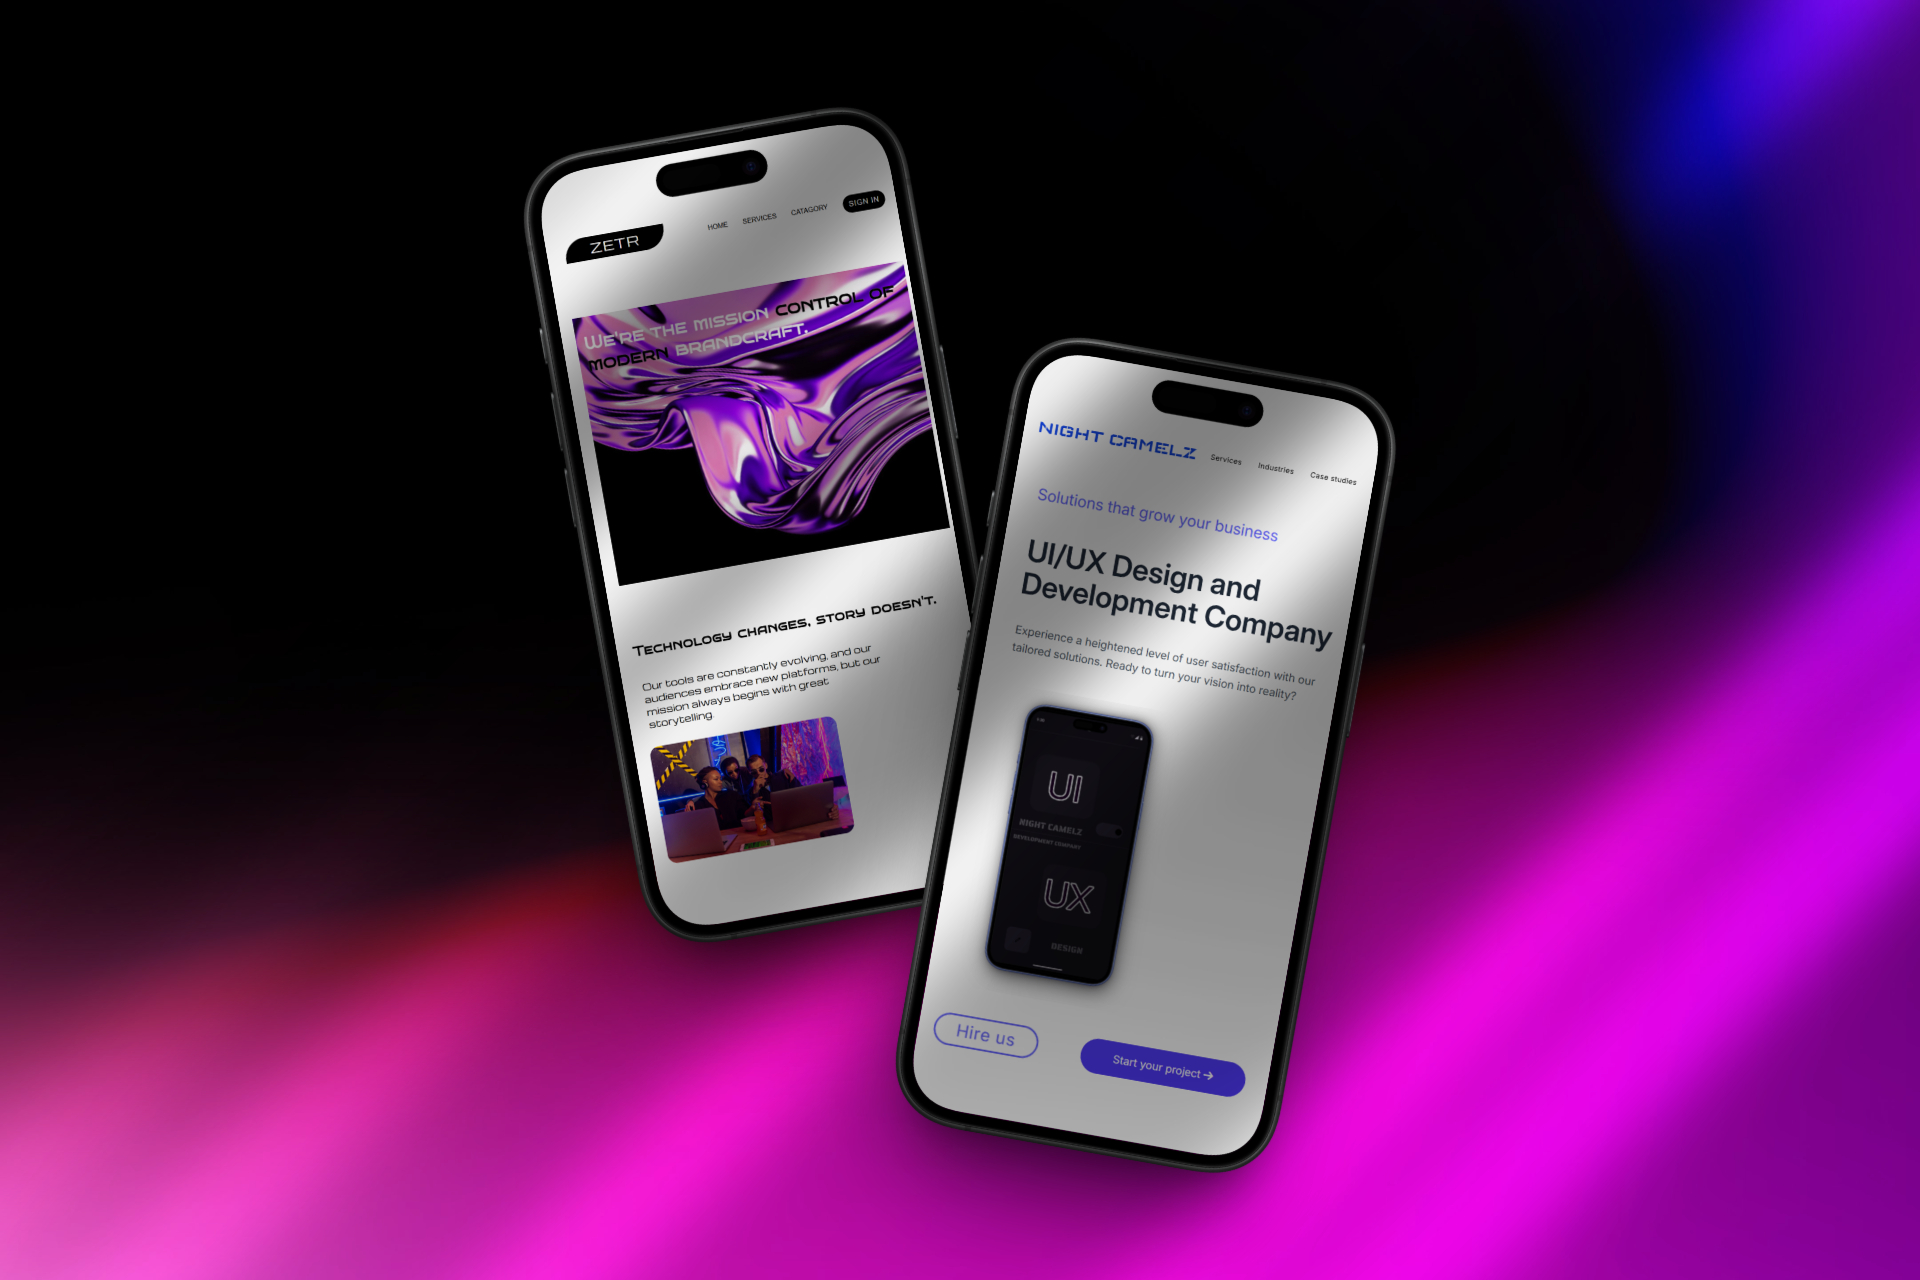 ZETR
HOME SERVICES CATAGORY SIGN IN
WE'RE THE MISSION CONTROL OF
MODERN BRANDCRAFT.
TECHNOLOGY CHANGES, STORY DOESN'T.
Our tools are constantly evolving, and our
audiences embrace new platforms, but our
mission always begins with great
storytelling.
NIGHT CAMELZ
Services Industries Case studies
Solutions that grow your business
UI/UX Design and
Development Company
Experience a heightened level of user satisfaction with our
tailored solutions. Ready to turn your vision into reality?
UI
NIGHT CAMELZ
DEVELOPMENT COMPANY
UX
DESIGN
Hire us
Start your project →